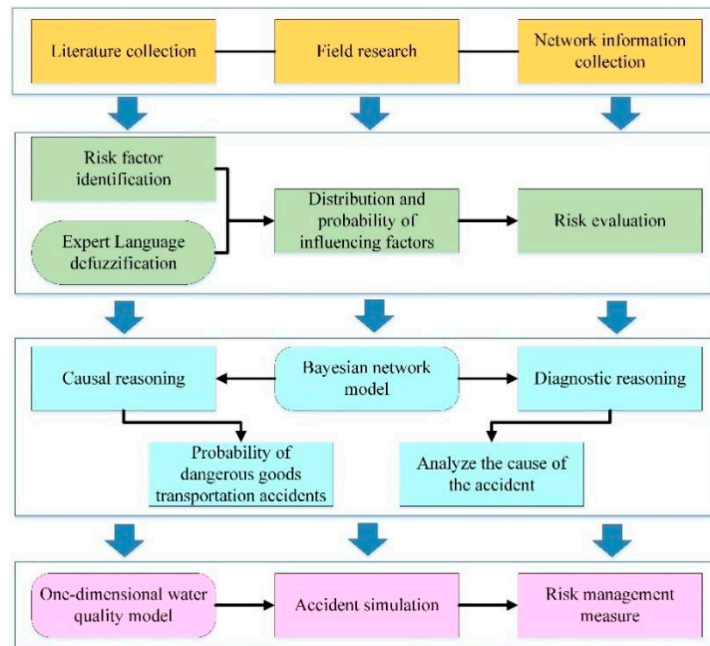 Literature collection
Field research
Network information
collection
Risk factor
identification
Expert Language
defuzzification
Distribution and
probability of
influencing factors
Risk evaluation
Causal reasoning
Bayesian network
model
Diagnostic reasoning
Probability of
dangerous goods
transportation accidents
Analyze the cause of
the accident
One-dimensional water
quality model
Accident simulation
Risk management
measure